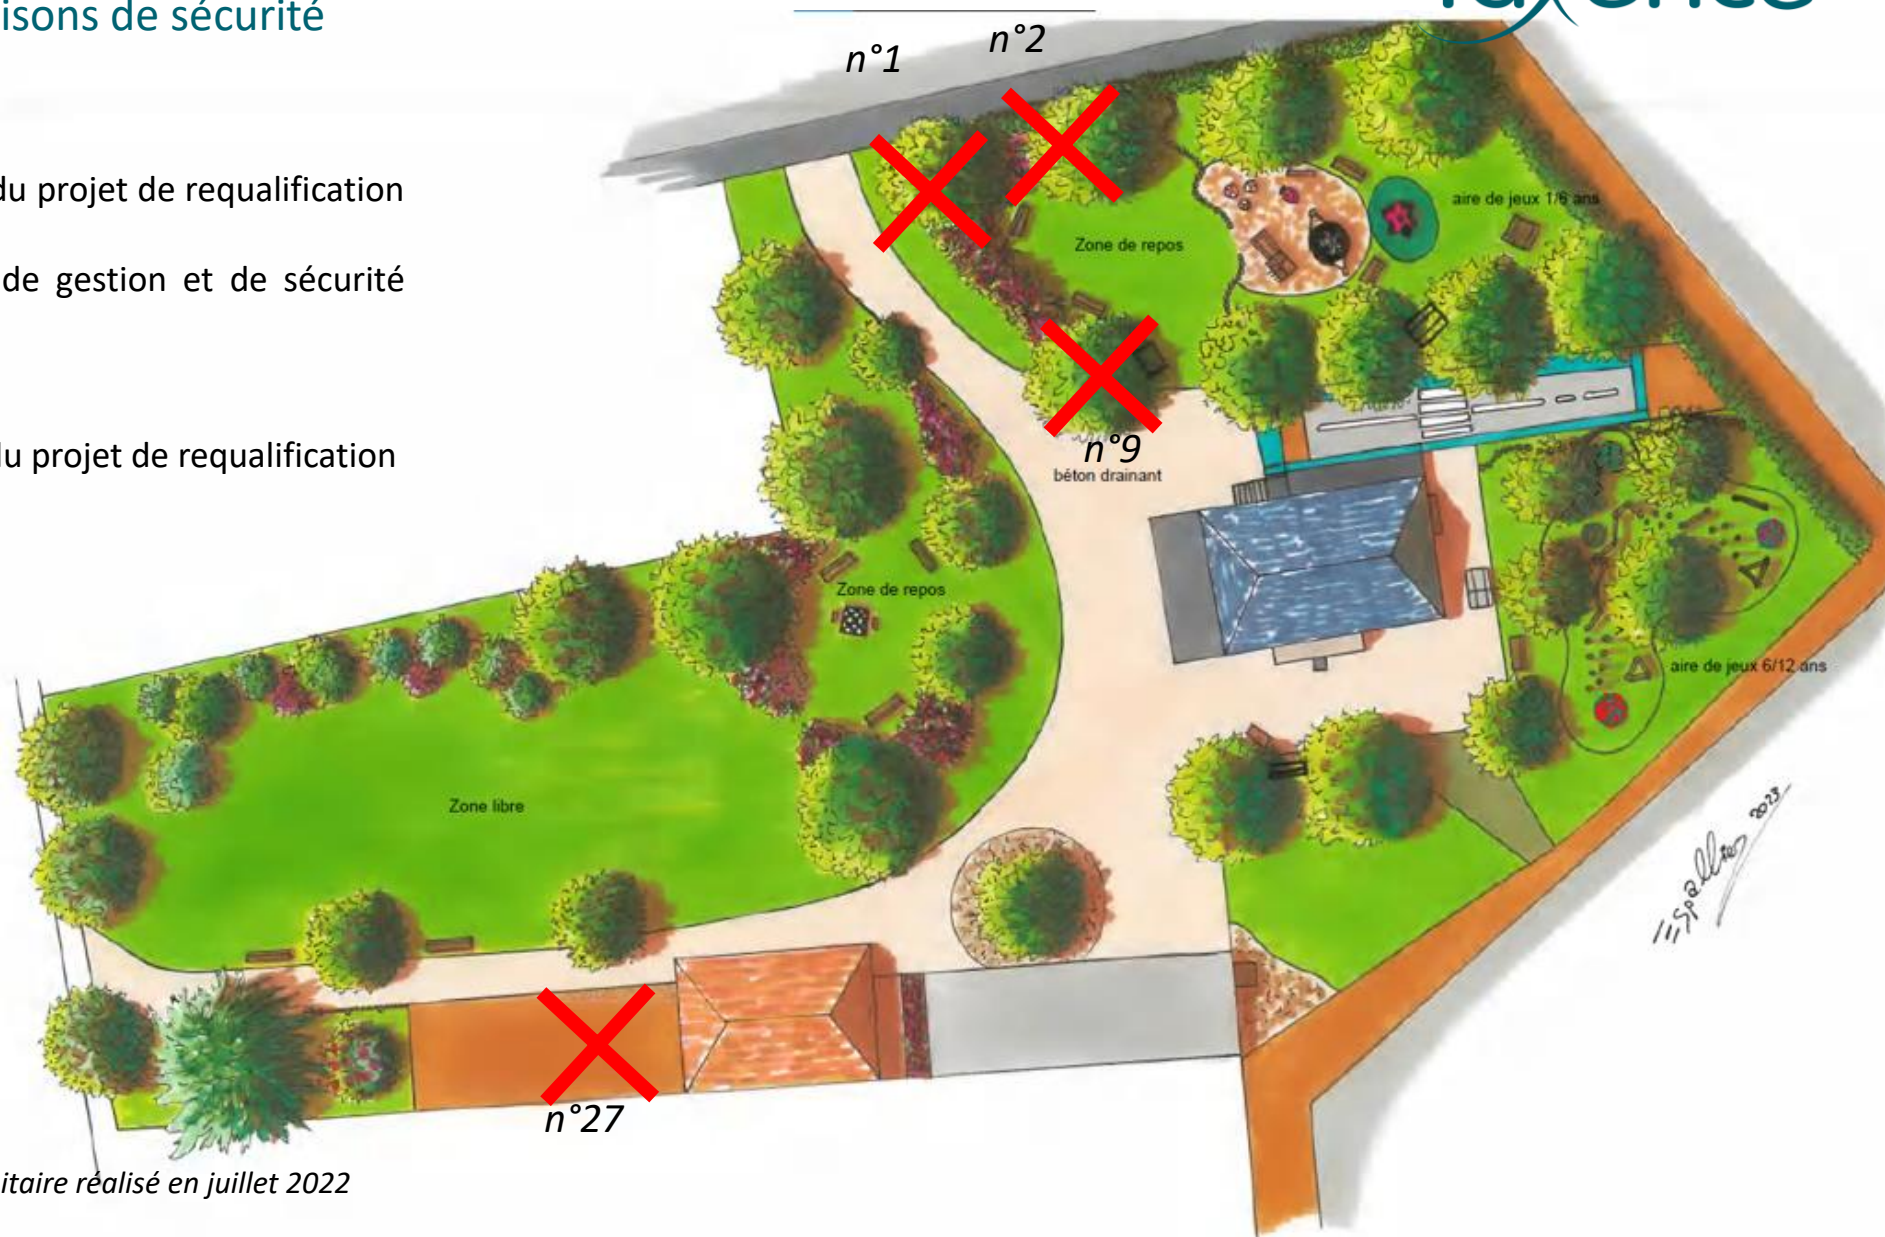 isons de sécurité
n°1
n°2
du projet de requalification
de gestion et de sécurité
du projet de requalification
aire de jeux 1/6 ans
Zone de repos
n°9
béton drainant
Zone de repos
aire de jeux 6/12 ans
Zone libre
2023
n°27
itaire réalisé en juillet 2022